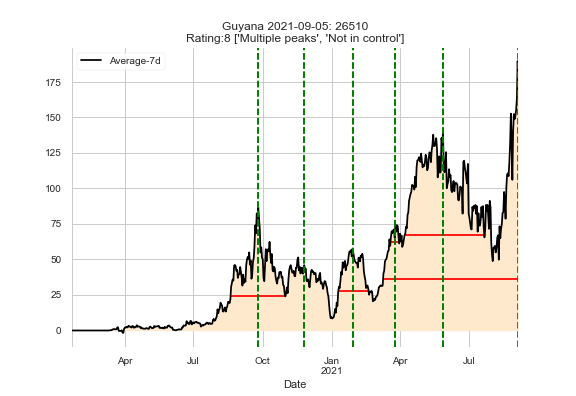 Guyana 2021-09-05: 26510
Rating:8 ['Multiple peaks', 'Not in control']
Average-7d
175
150
125
100
75
50
25
0
Apr
Jul
Oct
Jan
2021
Apr
Jul
Date